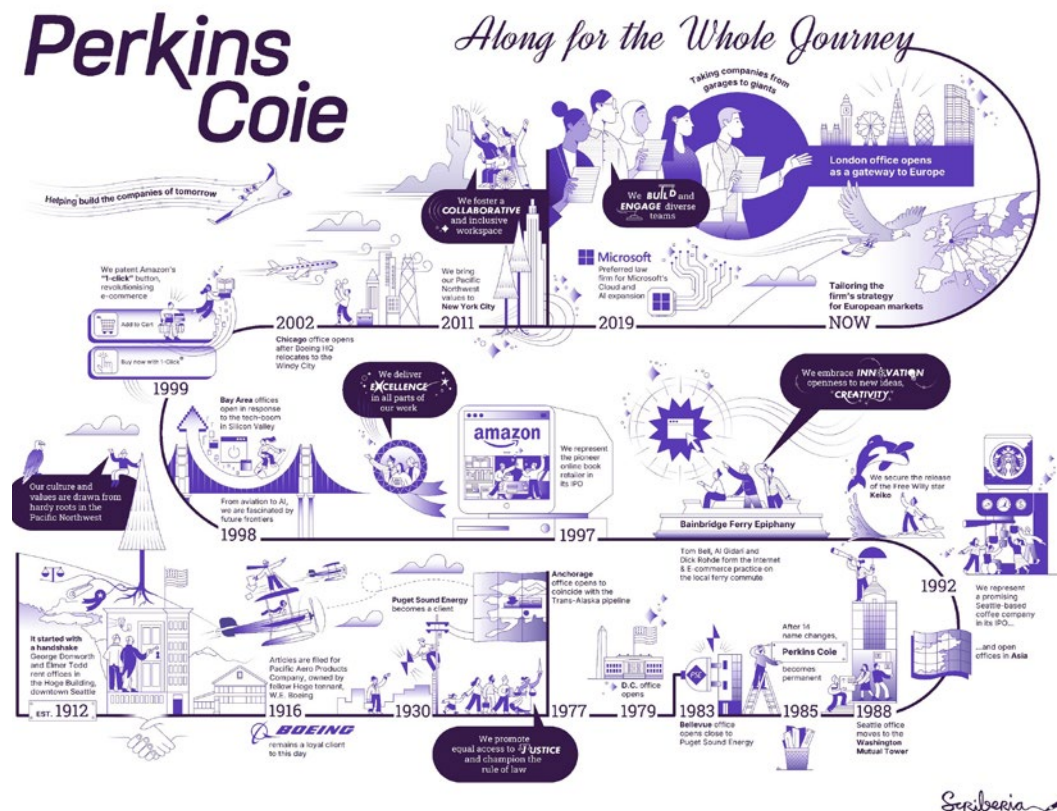 Perkins
Coie
Along for the Whole Journey
Taking companies from
garages to giants
London office opens
as a gateway to Europe
Helping build the companies of tomorrow
We foster a
COLLABORATIVE
and inclusive
workspace
We BUILD and
ENGAGE diverse
teams
We patent Amazon's
"1-click" button,
revolutionising
e-commerce
Add to Cart
Buy now with 1-Click
We bring
our Pacific
Northwest
values to
New York City
Microsoft
Preferred law
firm for Microsoft's
Cloud and
AI expansion
Tailoring the
firm's strategy
for European markets
2002
2011
2019
NOW
Chicago office opens
after Boeing HQ
relocates to the
Windy City
1999
Bay Area offices
open in response
to the tech-boom
in Silicon Valley
We deliver
EXCELLENCE
in all parts of
our work
amazon
We represent
the pioneer
online book
retailer in
its IPO
We embrace INNOVATION
openness to new ideas,
CREATIVITY
We secure the release
of the Free Willy star
Keiko
Our culture and
values are drawn from
hardy roots in the
Pacific Northwest
From aviation to AI,
we are fascinated by
future frontiers
Bainbridge Ferry Epiphany
1998
1997
Tom Bell, Al Gidari and
Dick Rohde form the Internet
& E-commerce practice on
the local ferry commute
1992
We represent
a promising
Seattle-based
coffee company
in its IPO...
...and open
offices in Asia
It started with
a handshake
George Donworth
and Elmer Todd
rent offices in
the Hoge Building,
downtown Seattle
Articles are filed for
Pacific Aero Products
Company, owned by
fellow Hoge tennant,
W.E. Boeing
Puget Sound Energy
becomes a client
Anchorage
office opens to
coincide with the
Trans-Alaska pipeline
D.C. office
opens
PSE
After 14
name changes,
Perkins Coie
becomes
permanent
EST. 1912
1916
1930
1977
1979
1983
1985
1988
BOEING
remains a loyal client
to this day
We promote
equal access to JUSTICE
and champion the
rule of law
Bellevue office
opens close to
Puget Sound Energy
Seattle office
moves to the
Washington
Mutual Tower
Scriberia